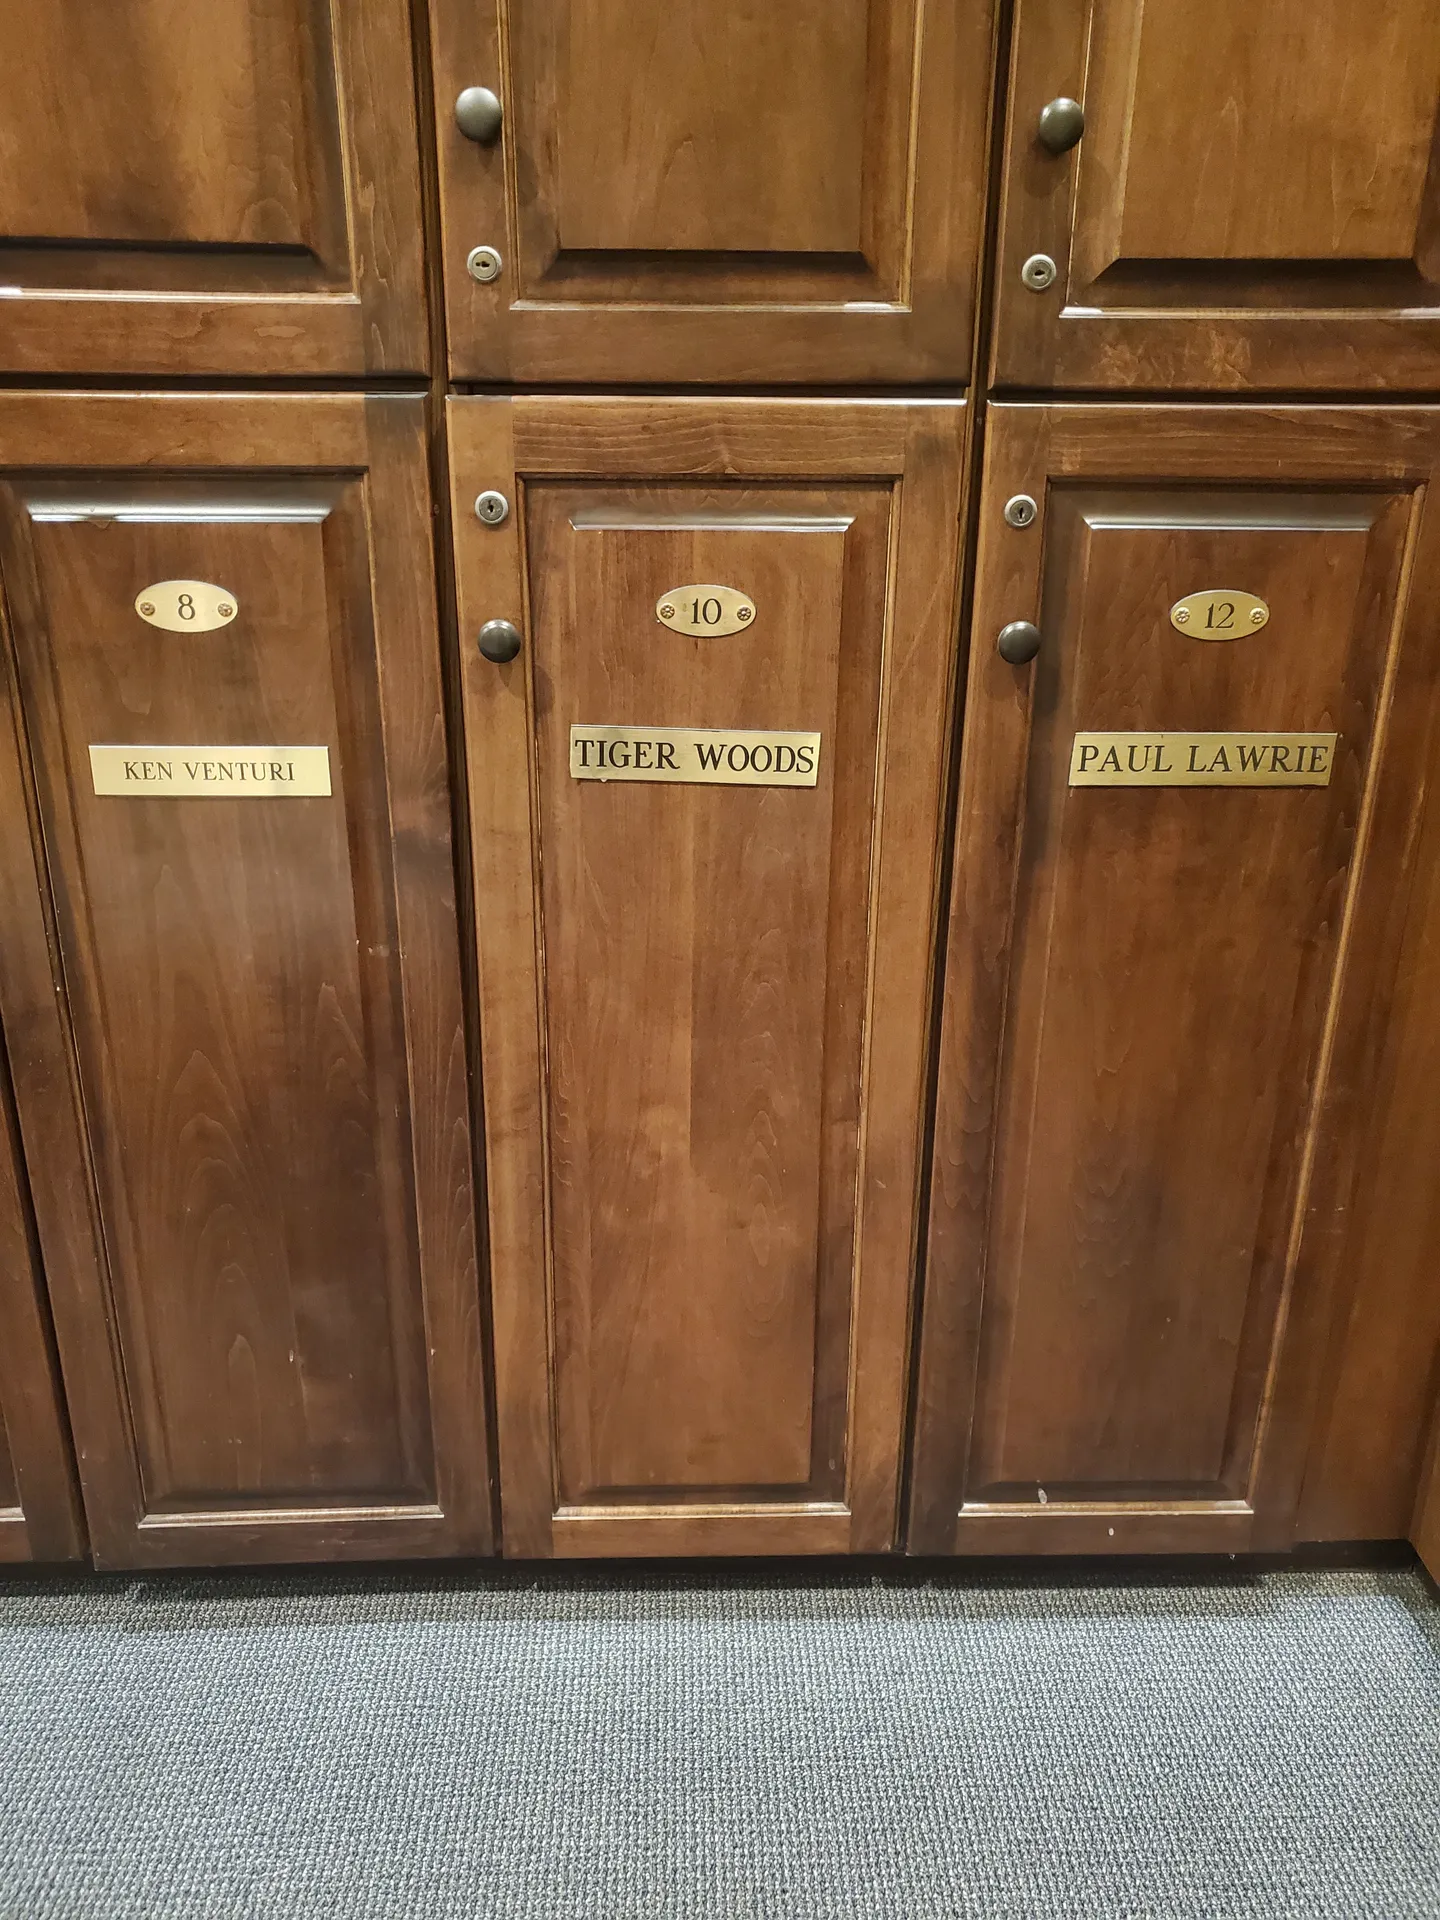 8
10
12
KEN VENTURI
TIGER WOODS
PAUL LAWRIE